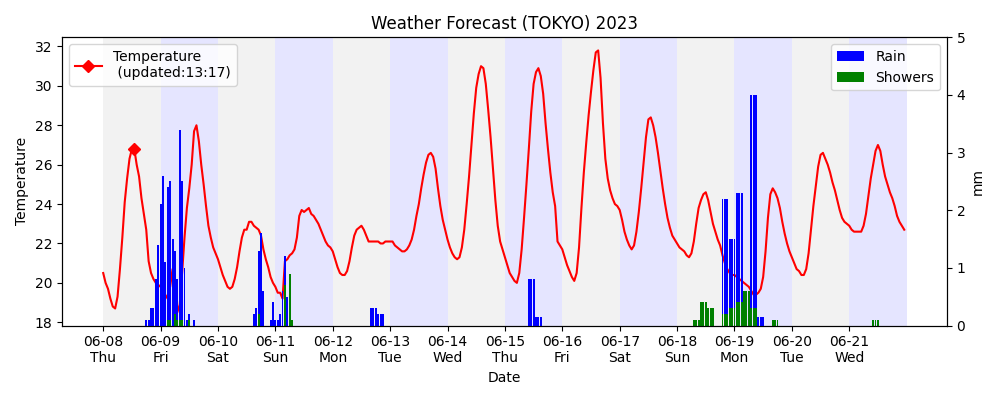 Weather Forecast (TOKYO) 2023
Temperature
(updated:13:17)
Rain
Showers
Temperature
32
30
28
26
24
22
20
18
5
4
3
2
1
0
mm
06-08 06-09 06-10 06-11 06-12 06-13 06-14 06-15 06-16 06-17 06-18 06-19 06-20 06-21
Thu Fri Sat Sun Mon Tue Wed Thu Fri Sat Sun Mon Tue Wed
Date